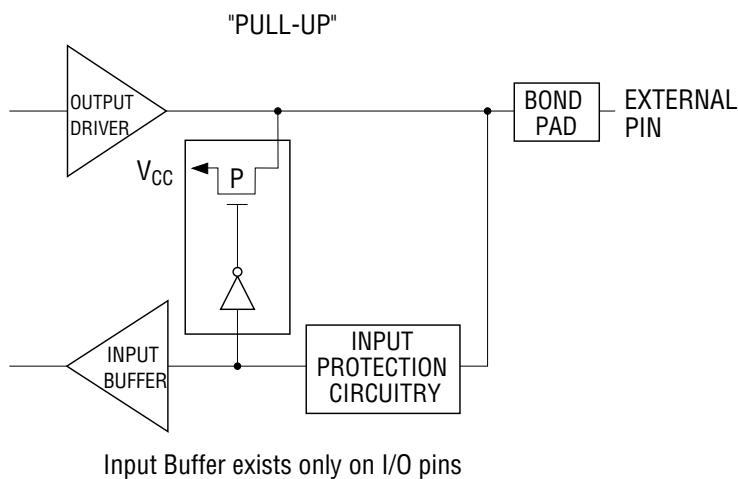 "PULL-UP"
OUTPUT
DRIVER
BOND
PAD
EXTERNAL
PIN
VCC
P
INPUT
BUFFER
INPUT
PROTECTION
CIRCUITRY
Input Buffer exists only on I/O pins